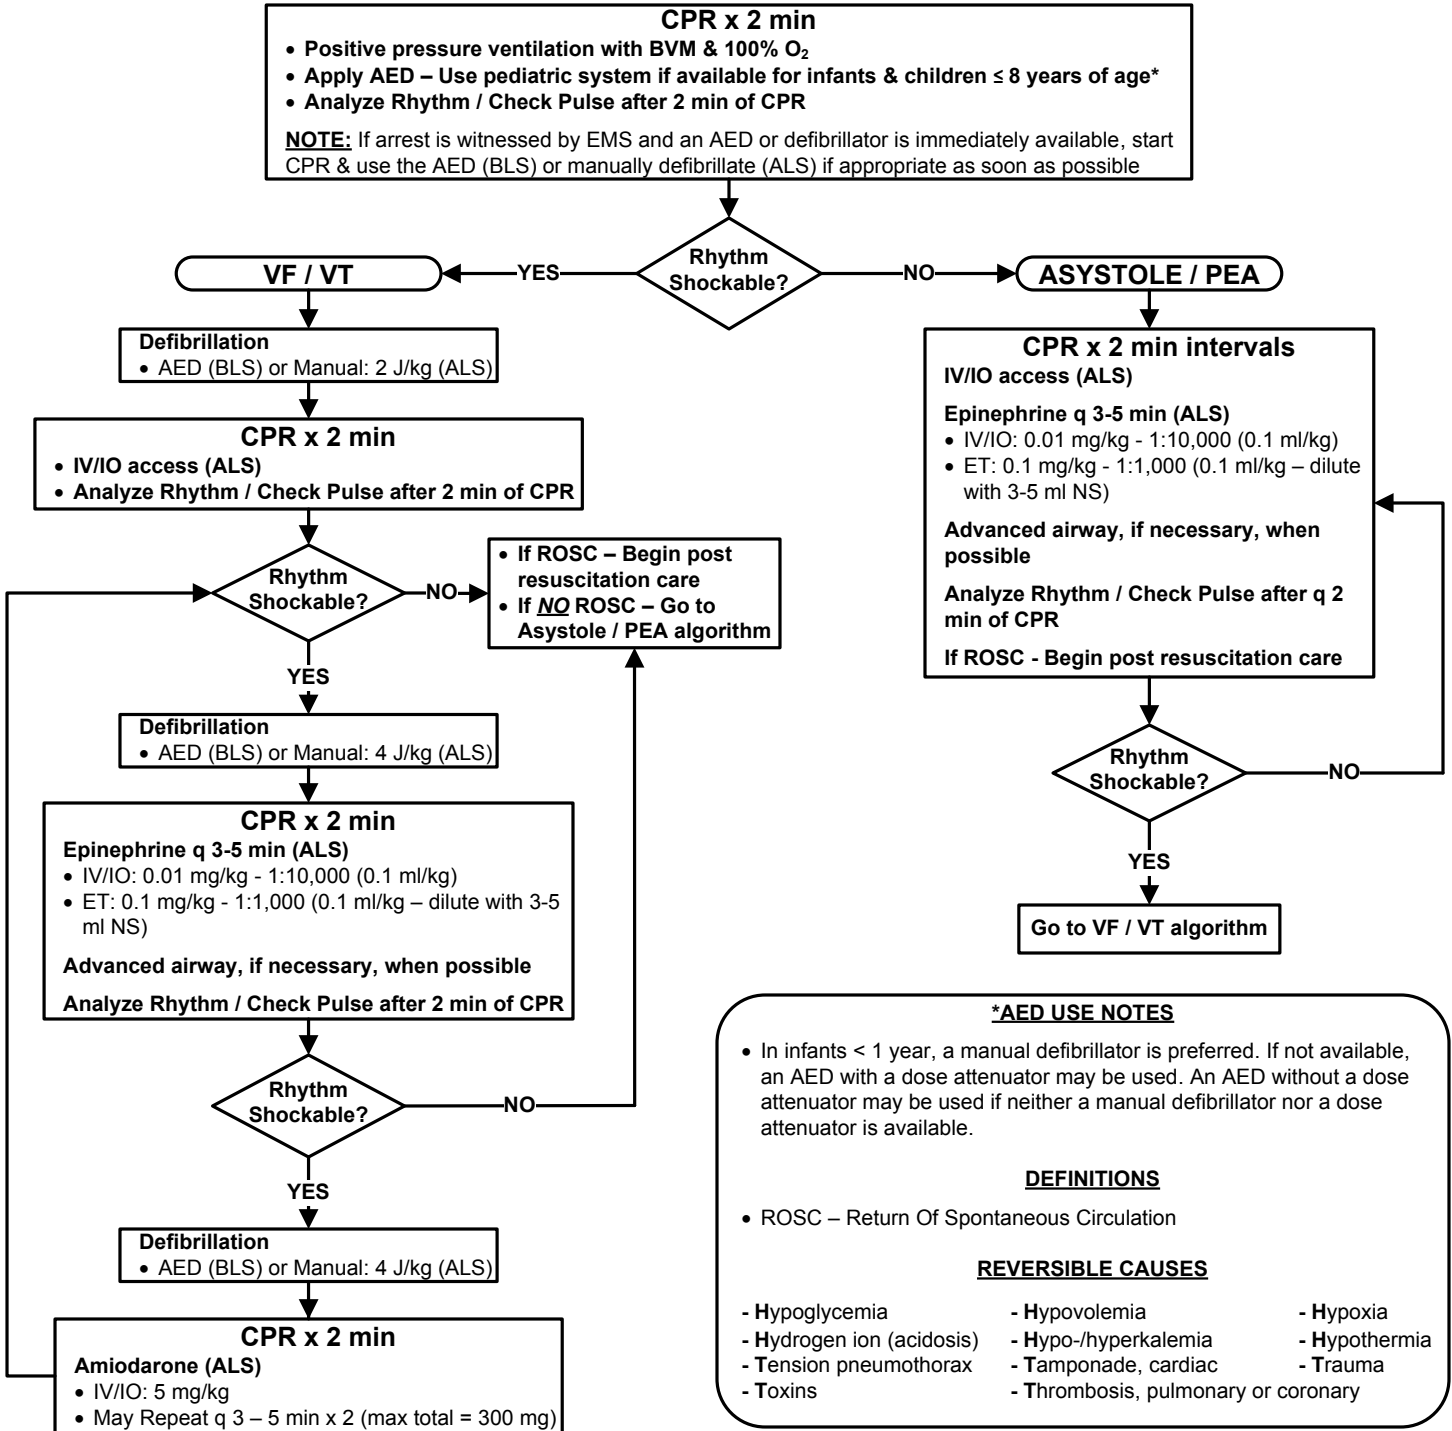 CPR x 2 min
• Positive pressure ventilation with BVM & 100% O₂
• Apply AED – Use pediatric system if available for infants & children ≤ 8 years of age*
• Analyze Rhythm / Check Pulse after 2 min of CPR
NOTE: If arrest is witnessed by EMS and an AED or defibrillator is immediately available, start
CPR & use the AED (BLS) or manually defibrillate (ALS) if appropriate as soon as possible
Rhythm
Shockable?
YES
NO
VF / VT
Defibrillation
• AED (BLS) or Manual: 2 J/kg (ALS)
CPR x 2 min
• IV/IO access (ALS)
• Analyze Rhythm / Check Pulse after 2 min of CPR
Rhythm
Shockable?
NO
• If ROSC – Begin post
resuscitation care
• If NO ROSC – Go to
Asystole / PEA algorithm
YES
Defibrillation
• AED (BLS) or Manual: 4 J/kg (ALS)
CPR x 2 min
Epinephrine q 3-5 min (ALS)
• IV/IO: 0.01 mg/kg - 1:10,000 (0.1 ml/kg)
• ET: 0.1 mg/kg - 1:1,000 (0.1 ml/kg – dilute with 3-5
ml NS)
Advanced airway, if necessary, when possible
Analyze Rhythm / Check Pulse after 2 min of CPR
Rhythm
Shockable?
NO
YES
Defibrillation
• AED (BLS) or Manual: 4 J/kg (ALS)
CPR x 2 min
Amiodarone (ALS)
• IV/IO: 5 mg/kg
• May Repeat q 3 – 5 min x 2 (max total = 300 mg)
ASYSTOLE / PEA
CPR x 2 min intervals
IV/IO access (ALS)
Epinephrine q 3-5 min (ALS)
• IV/IO: 0.01 mg/kg - 1:10,000 (0.1 ml/kg)
• ET: 0.1 mg/kg - 1:1,000 (0.1 ml/kg – dilute
with 3-5 ml NS)
Advanced airway, if necessary, when
possible
Analyze Rhythm / Check Pulse after q 2
min of CPR
If ROSC - Begin post resuscitation care
Rhythm
Shockable?
NO
YES
Go to VF / VT algorithm
*AED USE NOTES
• In infants < 1 year, a manual defibrillator is preferred. If not available,
an AED with a dose attenuator may be used. An AED without a dose
attenuator may be used if neither a manual defibrillator nor a dose
attenuator is available.
DEFINITIONS
• ROSC – Return Of Spontaneous Circulation
REVERSIBLE CAUSES
- Hypoglycemia - Hypovolemia - Hypoxia
- Hydrogen ion (acidosis) - Hypo-/hyperkalemia - Hypothermia
- Tension pneumothorax - Tamponade, cardiac - Trauma
- Toxins - Thrombosis, pulmonary or coronary